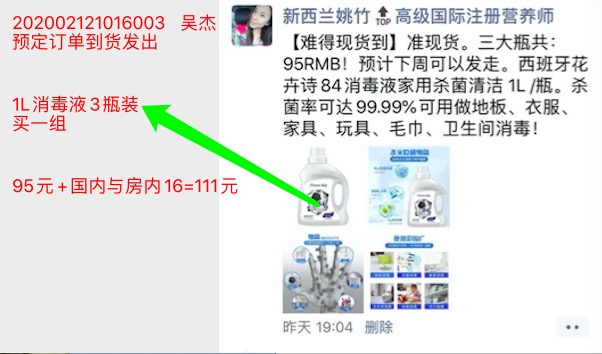 202002121016003 吴杰
预定订单到货发出
1L消毒液3瓶装
买一组
95元+国内与房内16=111元
新西兰姚竹 TOP 高级国际注册营养师
【难得现货到】准现货。三大瓶共：
95RMB！预计下周可以发走。西班牙花
卉诗84消毒液家用杀菌清洁 1L /瓶。杀
菌率可达99.99%可用做地板、衣服、
家具、玩具、毛巾、卫生间消毒！
昨天 19:04 删除